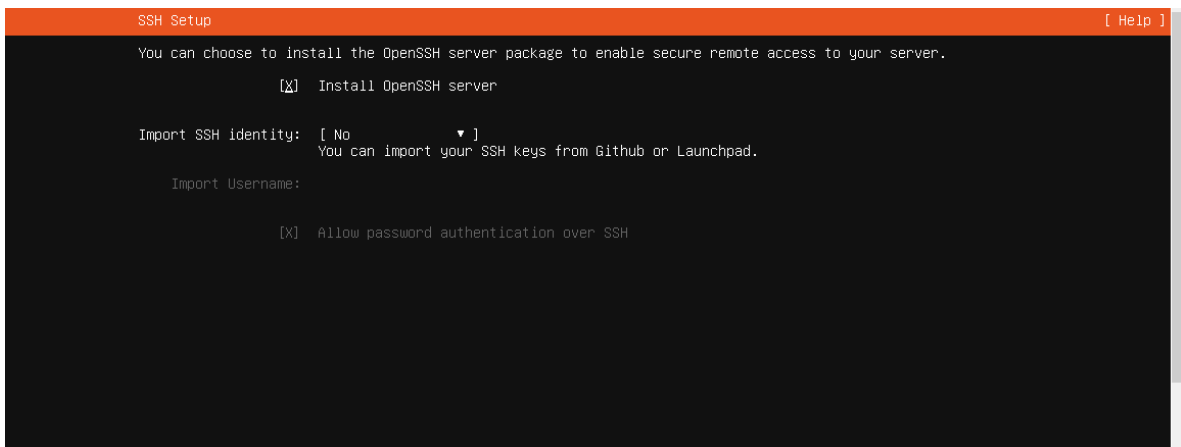 SSH Setup [ Help ]
You can choose to install the OpenSSH server package to enable secure remote access to your server.
[X] Install OpenSSH server
Import SSH identity: [ No ▾ ]
You can import your SSH keys from Github or Launchpad.
Import Username:
[X] Allow password authentication over SSH